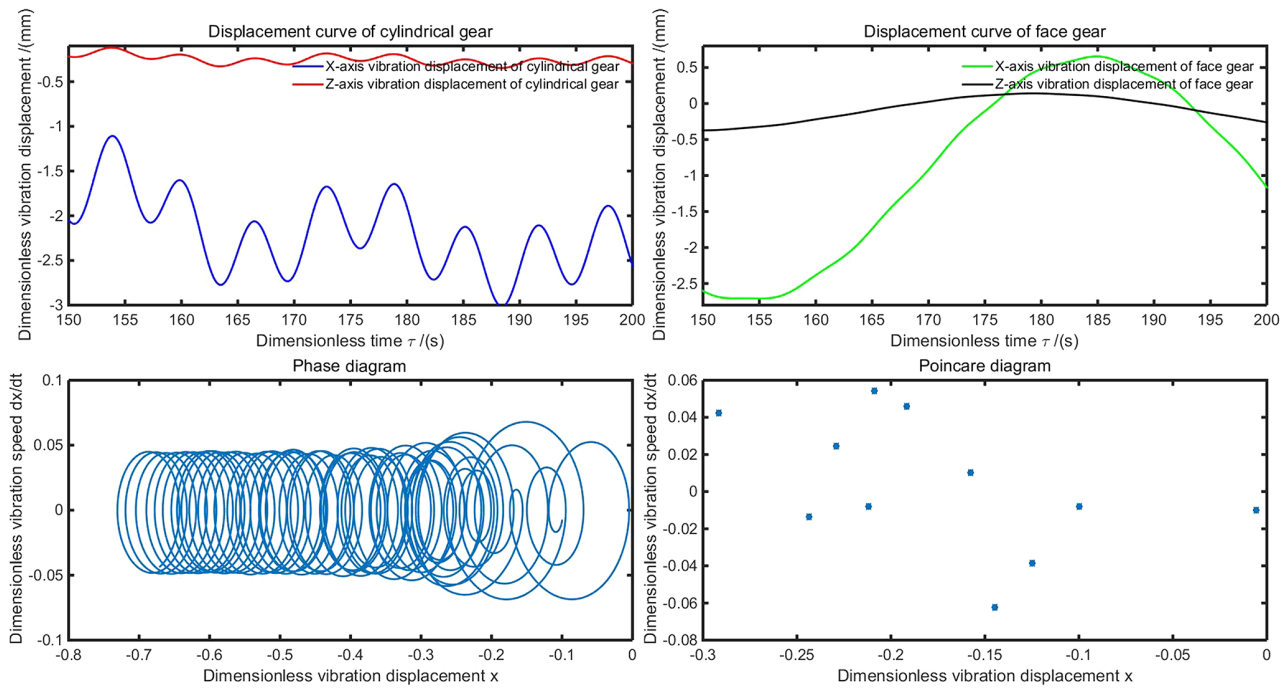 Displacement curve of cylindrical gear
Dimensionless vibration displacement /(mm)
-0.5
-1
-1.5
-2
-2.5
-3
X-axis vibration displacement of cylindrical gear
Z-axis vibration displacement of cylindrical gear
150 155 160 165 170 175 180 185 190 195 200
Dimensionless time τ /(s)
Displacement curve of face gear
Dimensionless vibration displacement /(mm)
0.5
0
-0.5
-1
-1.5
-2
-2.5
X-axis vibration displacement of face gear
Z-axis vibration displacement of face gear
150 155 160 165 170 175 180 185 190 195 200
Dimensionless time τ /(s)
Phase diagram
Dimensionless vibration speed dx/dt
0.1
0.05
0
-0.05
-0.1
-0.8 -0.7 -0.6 -0.5 -0.4 -0.3 -0.2 -0.1 0
Dimensionless vibration displacement x
Poincare diagram
Dimensionless vibration speed dx/dt
0.06
0.04
0.02
0
-0.02
-0.04
-0.06
-0.08
-0.3 -0.25 -0.2 -0.15 -0.1 -0.05 0
Dimensionless vibration displacement x